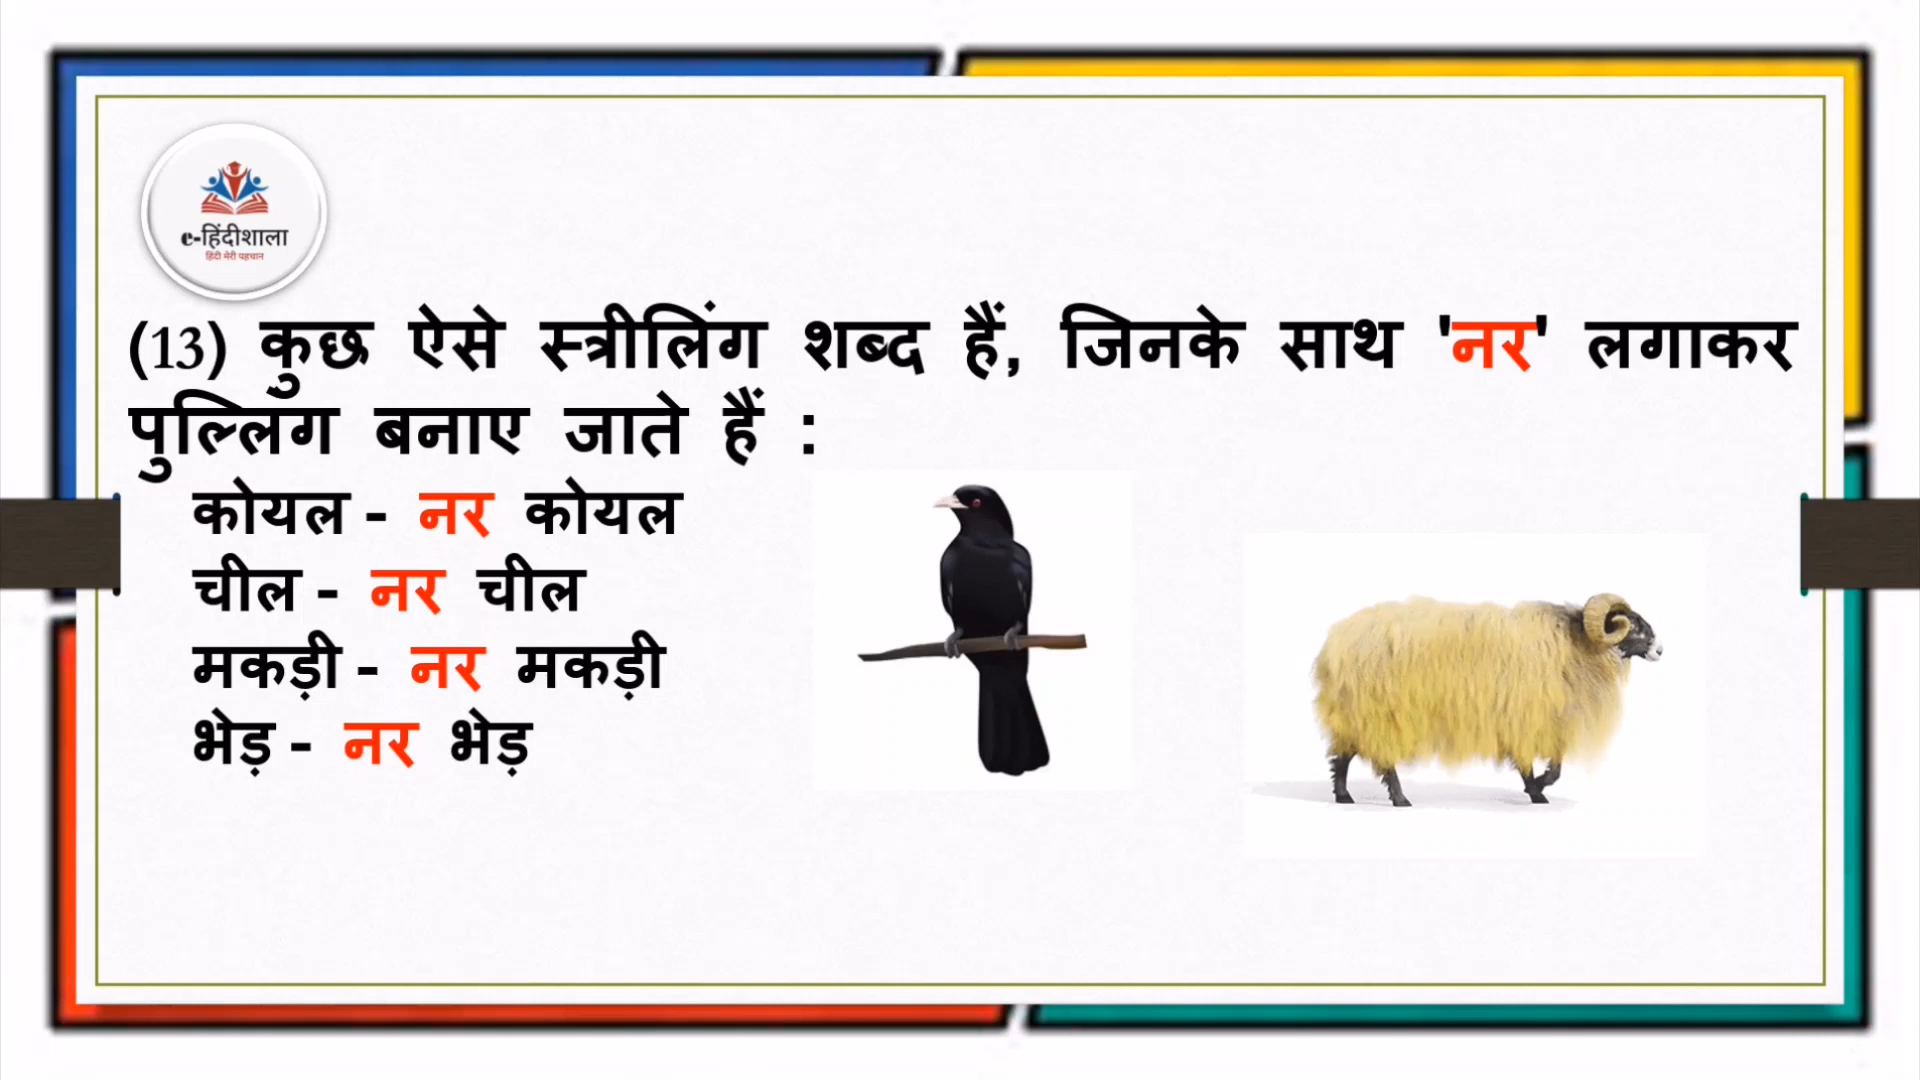 e-हिंदीशाला
हिंदी मेरी पहचान
(13) कुछ ऐसे स्त्रीलिंग शब्द हैं, जिनके साथ 'नर' लगाकर
पुल्लिंग बनाए जाते हैं :
कोयल - नर कोयल
चील - नर चील
मकड़ी - नर मकड़ी
भेड़ - नर भेड़